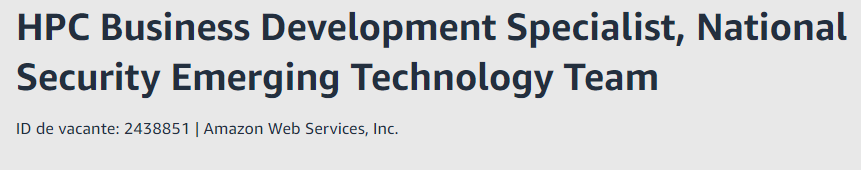 HPC Business Development Specialist, National
Security Emerging Technology Team
ID de vacante: 2438851 | Amazon Web Services, Inc.